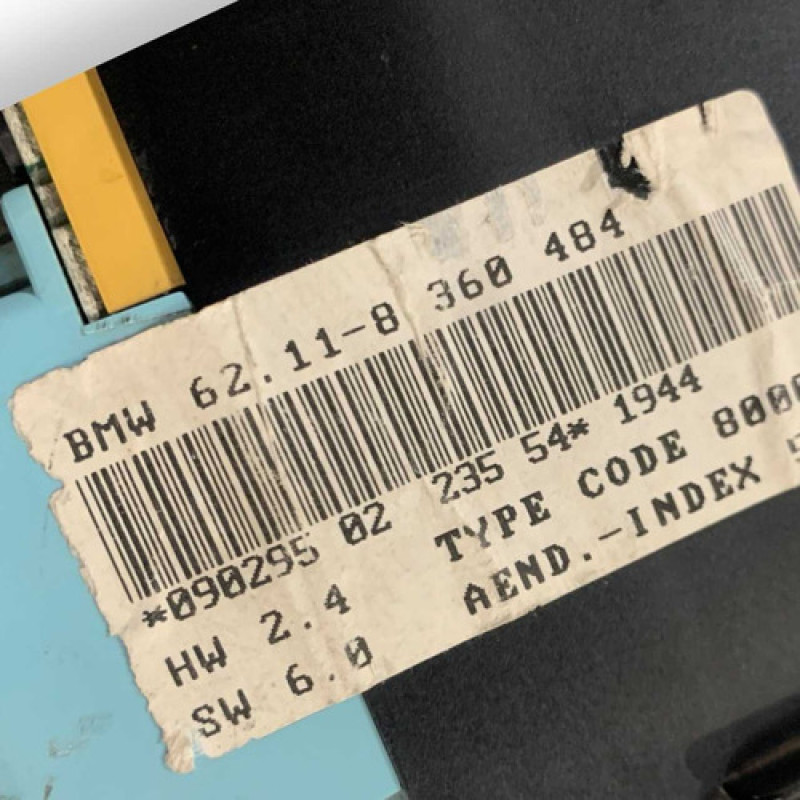 BMW 62.11-8 360 484
*090295 02 235 54* 1944
HW 2.4 TYPE CODE
SW 6.0 AEND.-INDEX